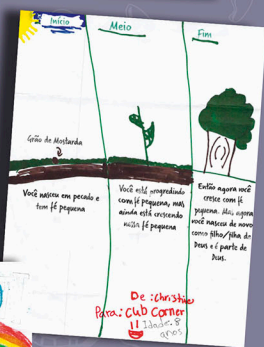 Início
Meio
Fim
Grão de Mostarda
Você nasceu em pecado e
tem fé pequena
Você está progredindo
com fé pequena, mas
ainda está crescendo
nessa fé pequena
Então agora você
cresce com fé
pequena. Mas agora
você nasceu de novo
como filho/filha de
Deus e é parte de
Deus.
De: Christine
Para: Cub Corner
Idade: 8
anos